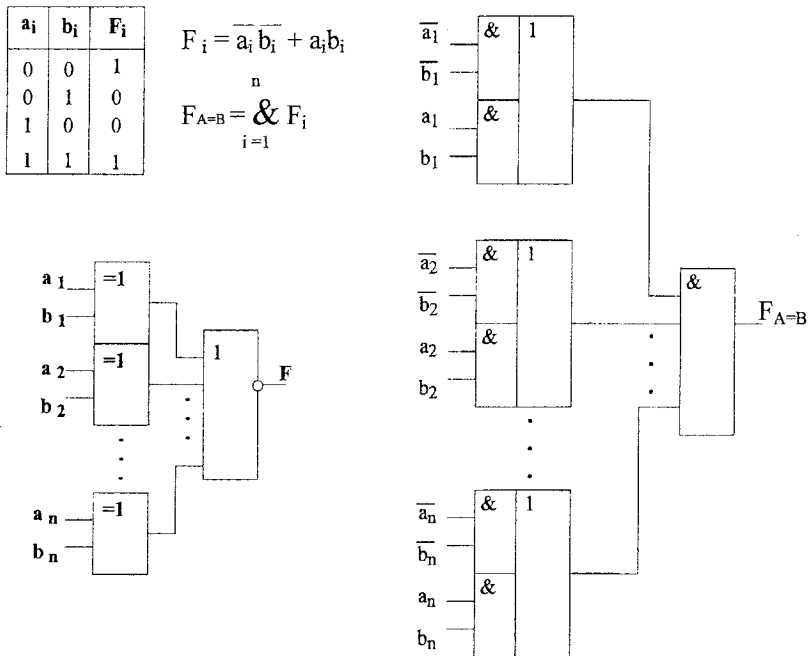 aᵢ bᵢ Fᵢ
0 0 1
0 1 0
1 0 0
1 1 1
F ᵢ = a̅ᵢ b̅ᵢ + aᵢbᵢ
n
F_A=B = & Fᵢ
i=1
a 1
b 1
=1
a 2
b 2
=1
a n
b n
=1
1
F
a̅₁
b̅₁
a₁
b₁
&
&
1
a̅₂
b̅₂
a₂
b₂
&
&
1
a̅ₙ
b̅ₙ
aₙ
bₙ
&
&
1
&
F_A=B